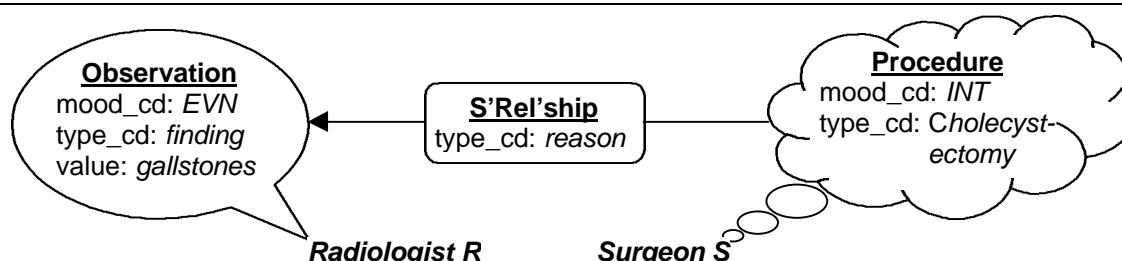 Observation
mood_cd: EVN
type_cd: finding
value: gallstones
S'Rel'ship
type_cd: reason
Procedure
mood_cd: INT
type_cd: Cholecyst-
ectomy
Radiologist R
Surgeon S